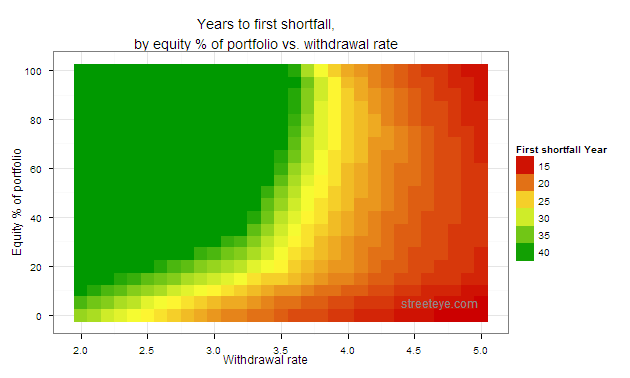 Years to first shortfall,
by equity % of portfolio vs. withdrawal rate
Equity % of portfolio
100
80
60
40
20
0
2.0 2.5 3.0 3.5 4.0 4.5 5.0
Withdrawal rate
First shortfall Year
15
20
25
30
35
40
streeteye.com